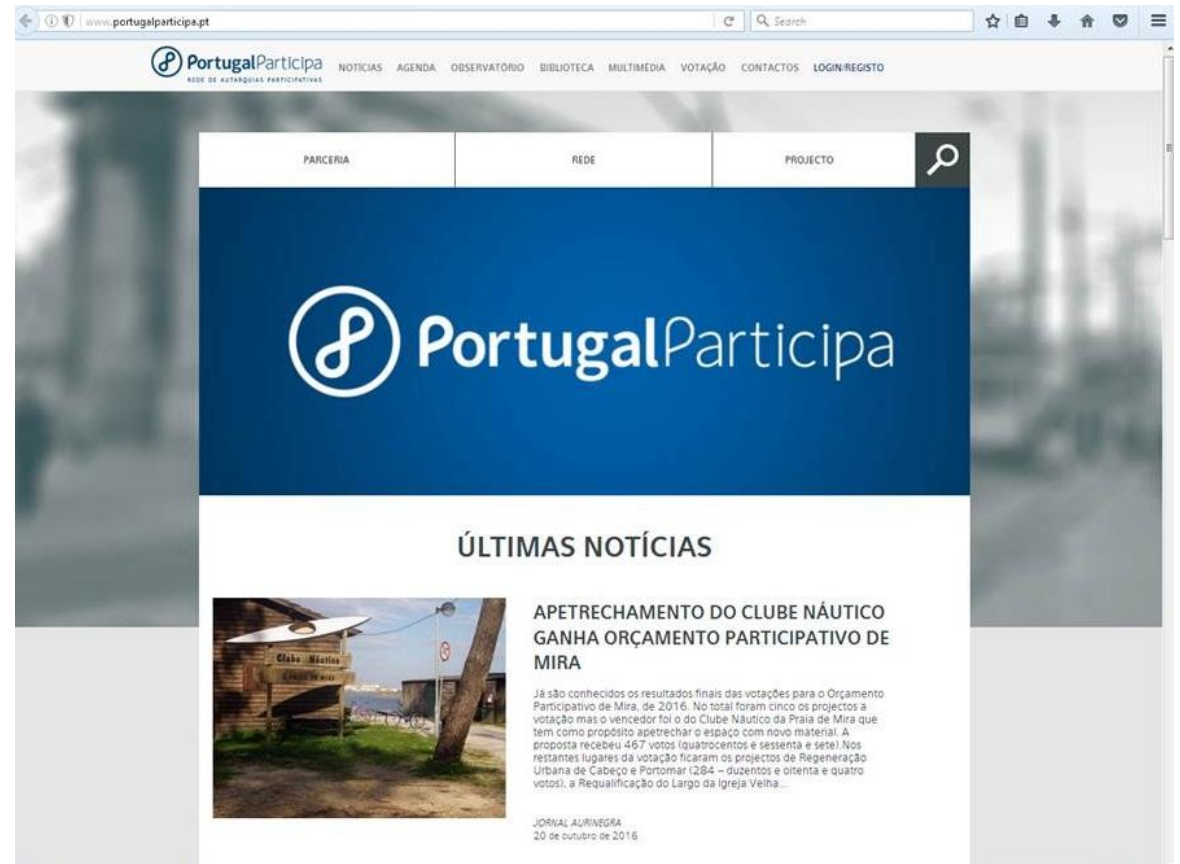 www.portugalparticipa.pt
Search
PortugalParticipa
REDE DE AUTARQUIAS PARTICIPATIVAS
NOTÍCIAS AGENDA OBSERVATÓRIO BIBLIOTECA MULTIMÉDIA VOTAÇÃO CONTACTOS LOGIN/REGISTO
PARCERIA REDE PROJECTO
PortugalParticipa
ÚLTIMAS NOTÍCIAS
Clube Náutico
APETRECHAMENTO DO CLUBE NÁUTICO
GANHA ORÇAMENTO PARTICIPATIVO DE
MIRA
Já são conhecidos os resultados finais das votações para o Orçamento
Participativo de Mira, de 2016. No total foram cinco os projectos a
votação mas o vencedor foi o do Clube Náutico da Praia de Mira que
tem como propósito apetrechar o espaço com novo material. A
proposta recebeu 467 votos (quatrocentos e sessenta e sete).Nos
restantes lugares da votação ficaram os projectos de Regeneração
Urbana de Cabeço e Portomar (284 – duzentos e oitenta e quatro
votos), a Requalificação do Largo da Igreja Velha...
JORNAL AURINEGRA
20 de outubro de 2016